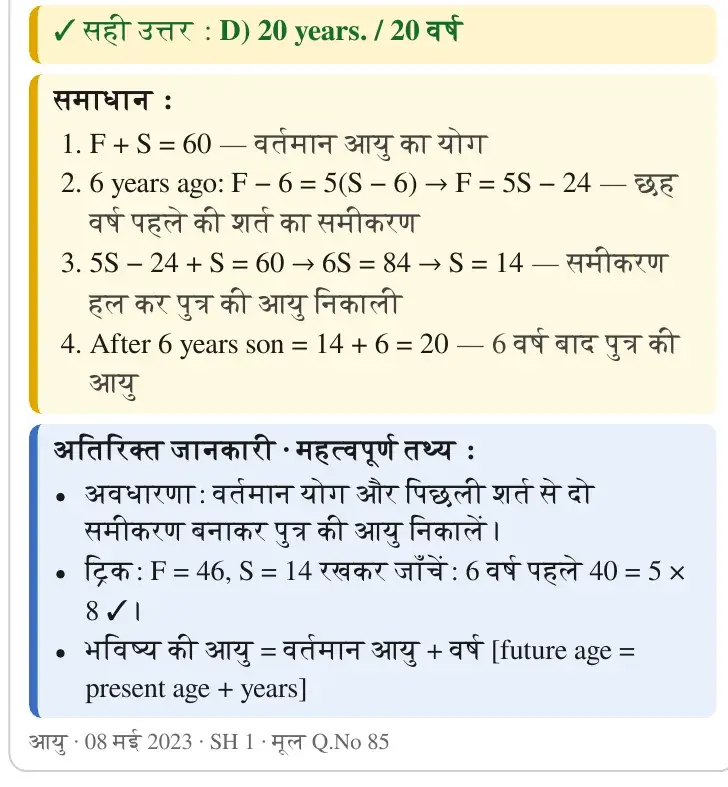 ✓ सही उत्तर : D) 20 years. / 20 वर्ष
समाधान :
1. F + S = 60 — वर्तमान आयु का योग
2. 6 years ago: F − 6 = 5(S − 6) → F = 5S − 24 — छह
वर्ष पहले की शर्त का समीकरण
3. 5S − 24 + S = 60 → 6S = 84 → S = 14 — समीकरण
हल कर पुत्र की आयु निकाली
4. After 6 years son = 14 + 6 = 20 — 6 वर्ष बाद पुत्र की
आयु
अतिरिक्त जानकारी · महत्वपूर्ण तथ्य :
• अवधारणा : वर्तमान योग और पिछली शर्त से दो
समीकरण बनाकर पुत्र की आयु निकालें।
• ट्रिक : F = 46, S = 14 रखकर जाँचें : 6 वर्ष पहले 40 = 5 ×
8 ✓।
• भविष्य की आयु = वर्तमान आयु + वर्ष [future age =
present age + years]
आयु · 08 मई 2023 · SH 1 · मूल Q.No 85